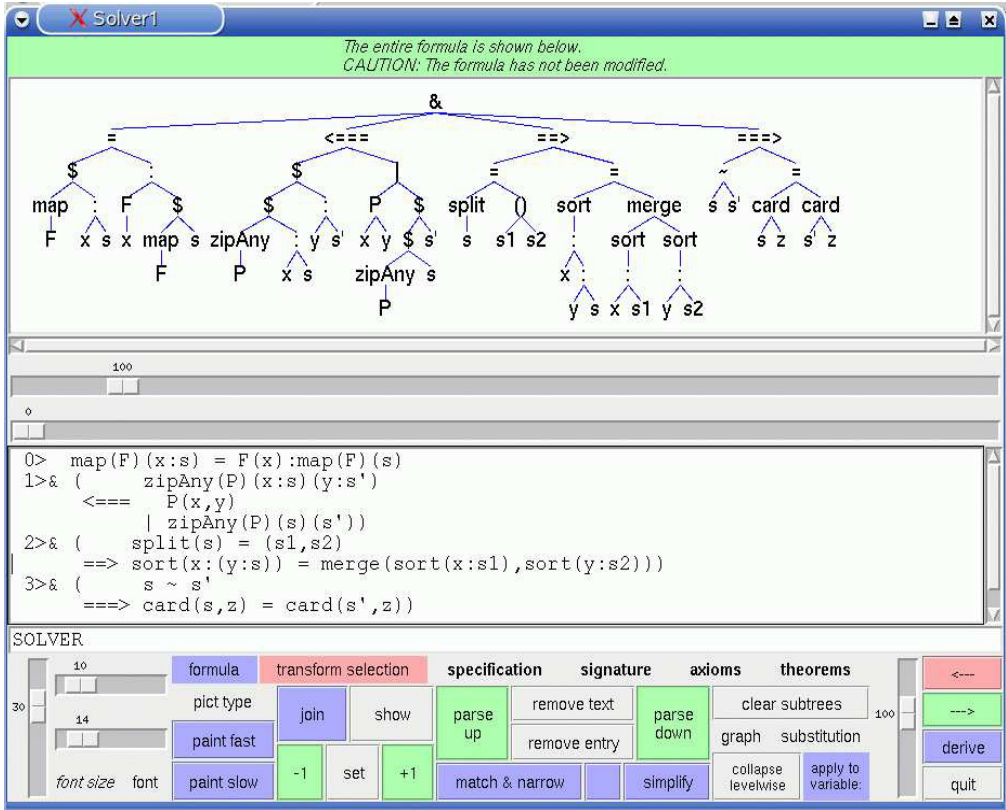 Solver1
The entire formula is shown below.
CAUTION: The formula has not been modified.
&
= <=== ==> ===>
$ : $ | = = ~ =
map : F $ $ : P $ split () sort merge s s' card card
F x s x map s zipAny : y s' x y $ s' s s1 s2 : sort sort s z s' z
F P x s zipAny s x : : :
P y s x s1 y s2
100
0
0> map(F)(x:s) = F(x):map(F)(s)
1>& ( zipAny(P)(x:s)(y:s')
<=== P(x,y)
| zipAny(P)(s)(s'))
2>& ( split(s) = (s1,s2)
==> sort(x:(y:s)) = merge(sort(x:s1),sort(y:s2)))
3>& ( s ~ s'
===> card(s,z) = card(s',z))
SOLVER
10 formula transform selection specification signature axioms theorems <---
30 pict type join show parse up remove text parse down clear subtrees 100 --->
14 paint fast remove entry graph substitution derive
font size font paint slow -1 set +1 match & narrow simplify collapse levelwise apply to variable: quit